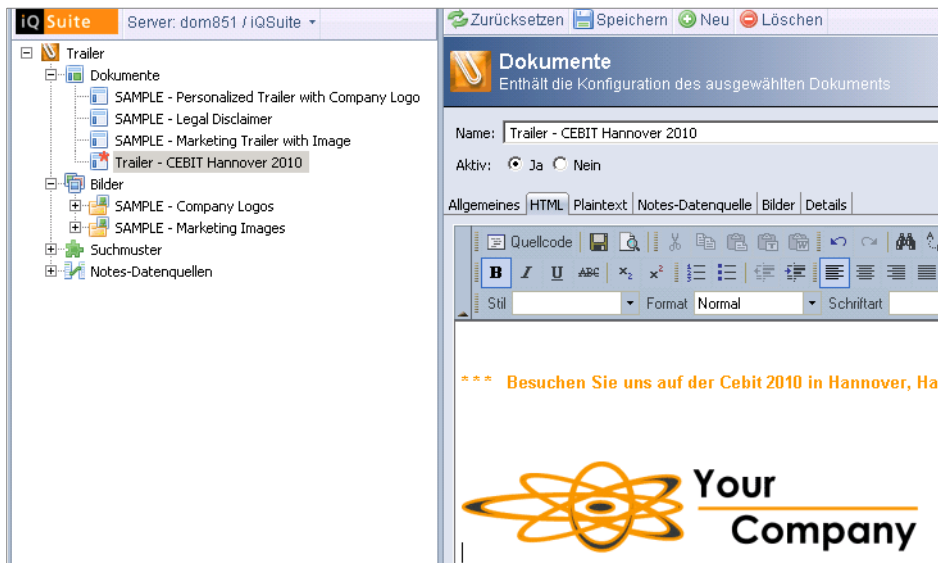 iQ Suite Server: dom851 / iQSuite
Trailer
Dokumente
SAMPLE - Personalized Trailer with Company Logo
SAMPLE - Legal Disclaimer
SAMPLE - Marketing Trailer with Image
Trailer - CEBIT Hannover 2010
Bilder
SAMPLE - Company Logos
SAMPLE - Marketing Images
Suchmuster
Notes-Datenquellen
Zurücksetzen Speichern Neu Löschen
Dokumente
Enthält die Konfiguration des ausgewählten Dokuments
Name: Trailer - CEBIT Hannover 2010
Aktiv: Ja Nein
Allgemeines HTML Plaintext Notes-Datenquelle Bilder Details
Quellcode
B I U ABC x₂ x²
Stil Format Normal Schriftart
*** Besuchen Sie uns auf der Cebit 2010 in Hannover, Ha
Your
Company